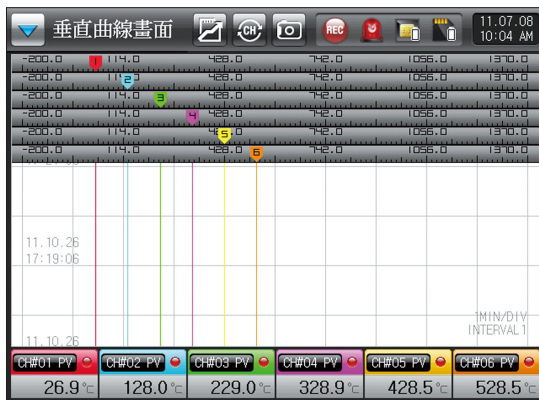 垂直曲線畫面
CH
REC
11.07.08
10:04 AM
-200.0 114.0 428.0 742.0 1056.0 1370.0
1
-200.0 114.0 428.0 742.0 1056.0 1370.0
2
-200.0 114.0 428.0 742.0 1056.0 1370.0
3
-200.0 114.0 428.0 742.0 1056.0 1370.0
4
-200.0 114.0 428.0 742.0 1056.0 1370.0
5
-200.0 114.0 428.0 742.0 1056.0 1370.0
6
11.10.26
17:19:06
1MIN/DIV
INTERVAL1
11.10.26
CH#01 PV CH#02 PV CH#03 PV CH#04 PV CH#05 PV CH#06 PV
26.9℃ 128.0℃ 229.0℃ 328.9℃ 428.5℃ 528.5℃